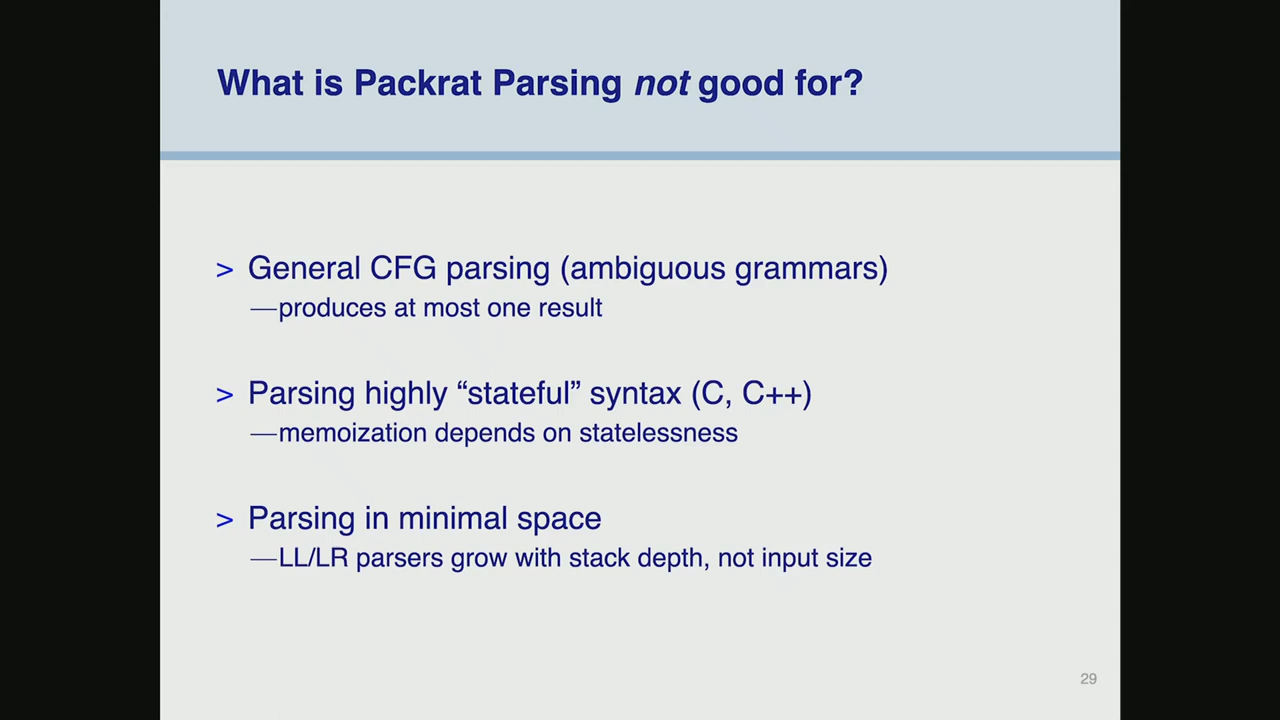 What is Packrat Parsing not good for?
> General CFG parsing (ambiguous grammars)
—produces at most one result
> Parsing highly “stateful” syntax (C, C++)
—memoization depends on statelessness
> Parsing in minimal space
—LL/LR parsers grow with stack depth, not input size
29